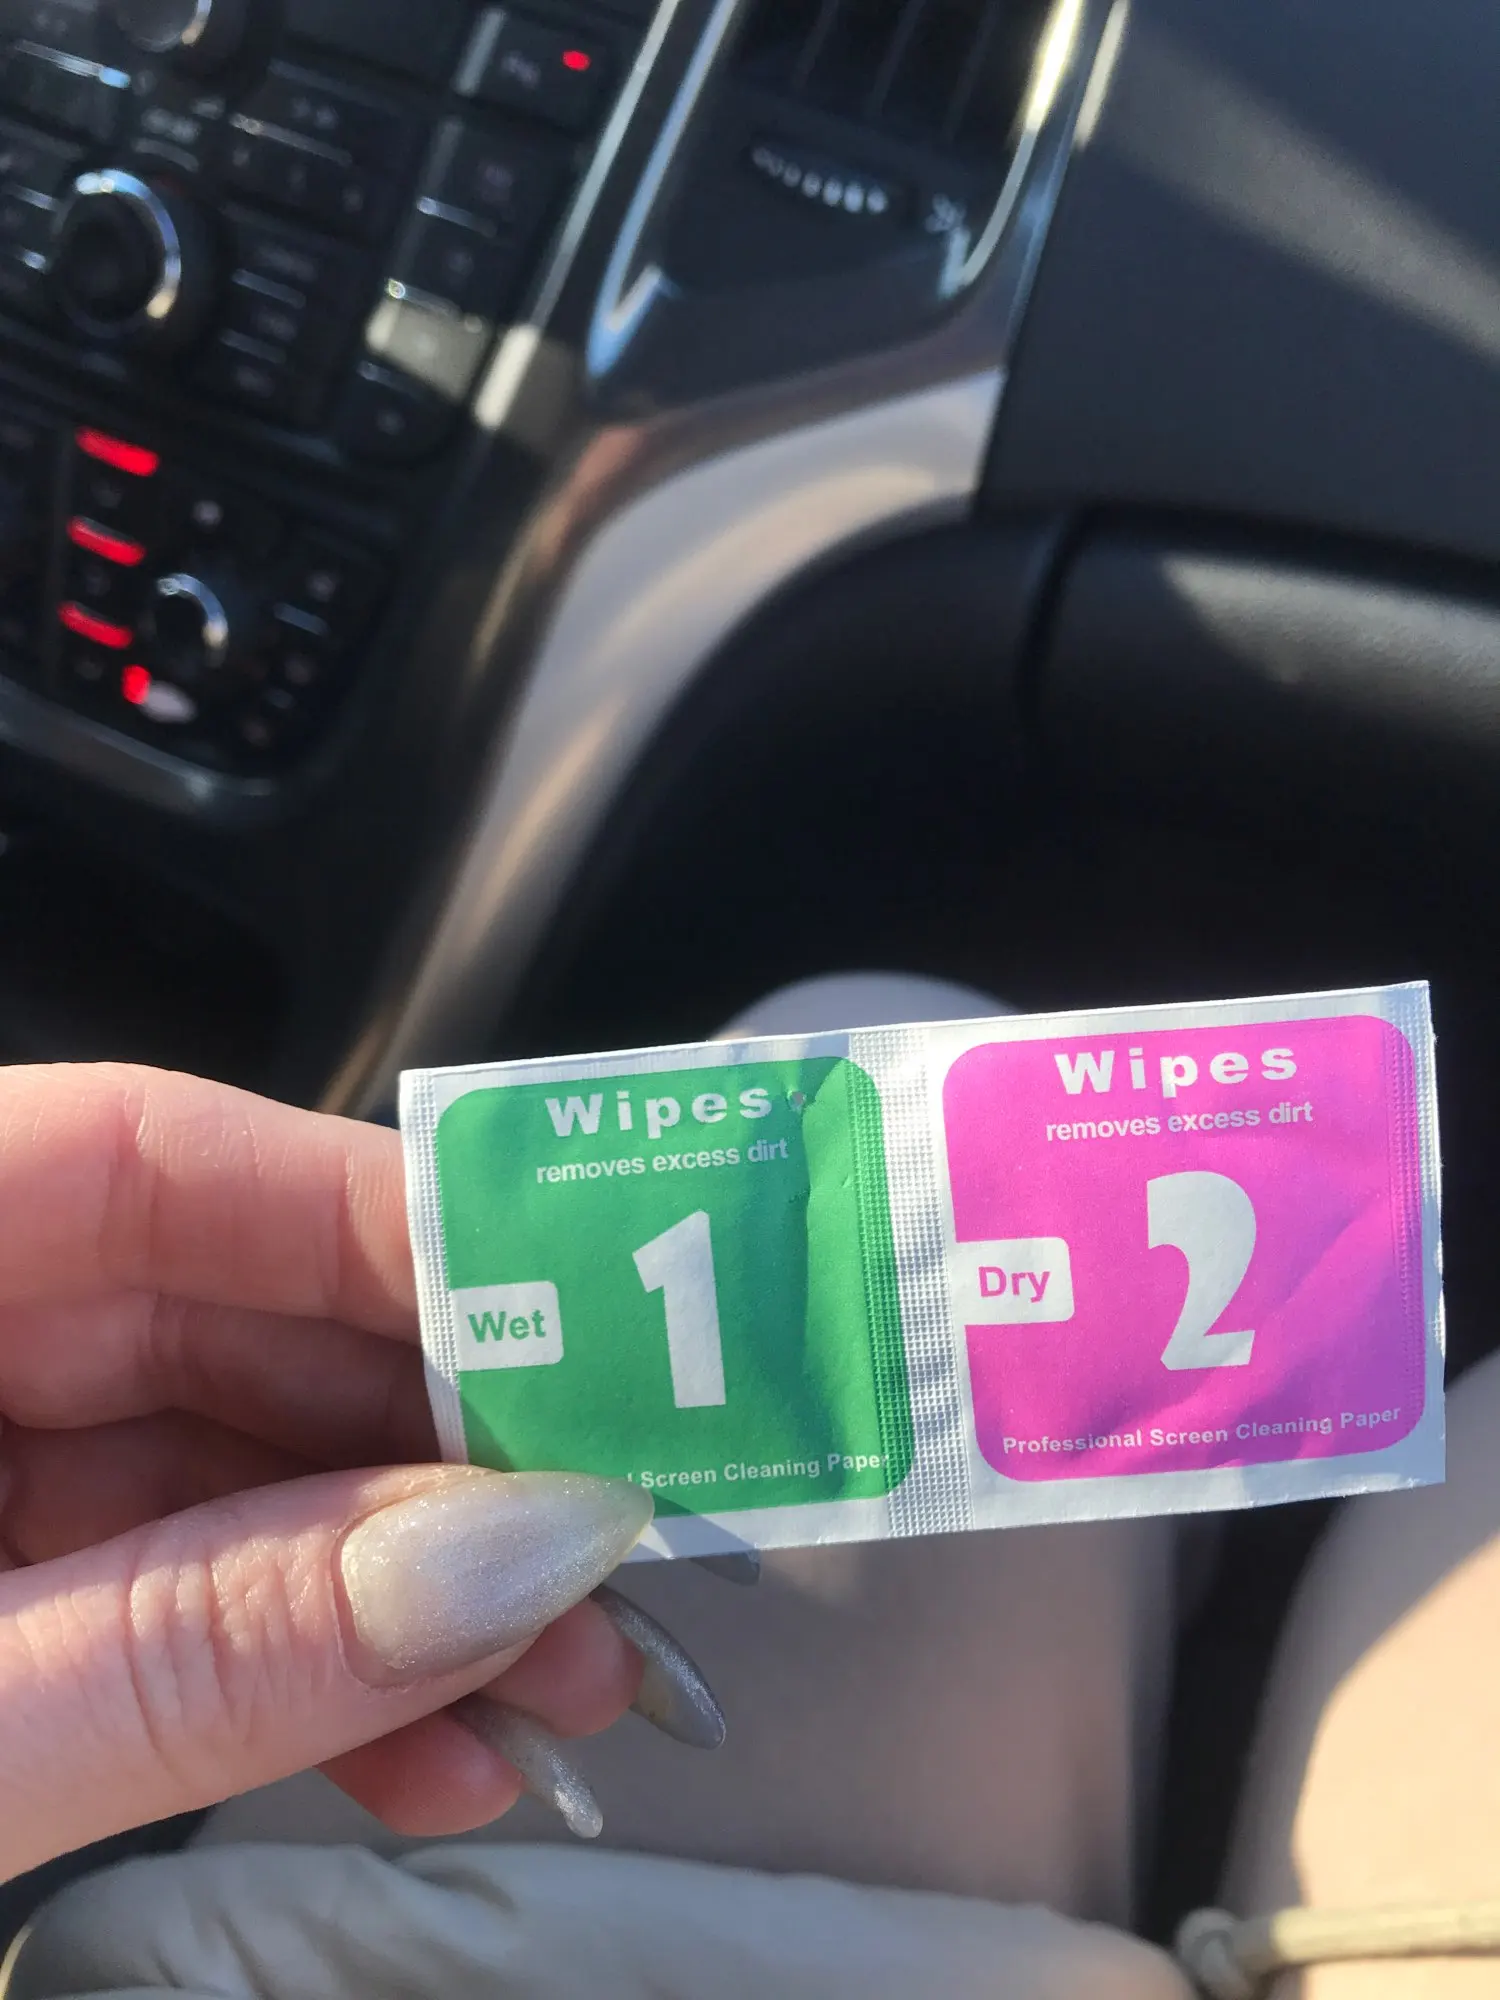 Wipes
removes excess dirt
1
Wet
Screen Cleaning Paper
Wipes
removes excess dirt
2
Dry
Professional Screen Cleaning Paper